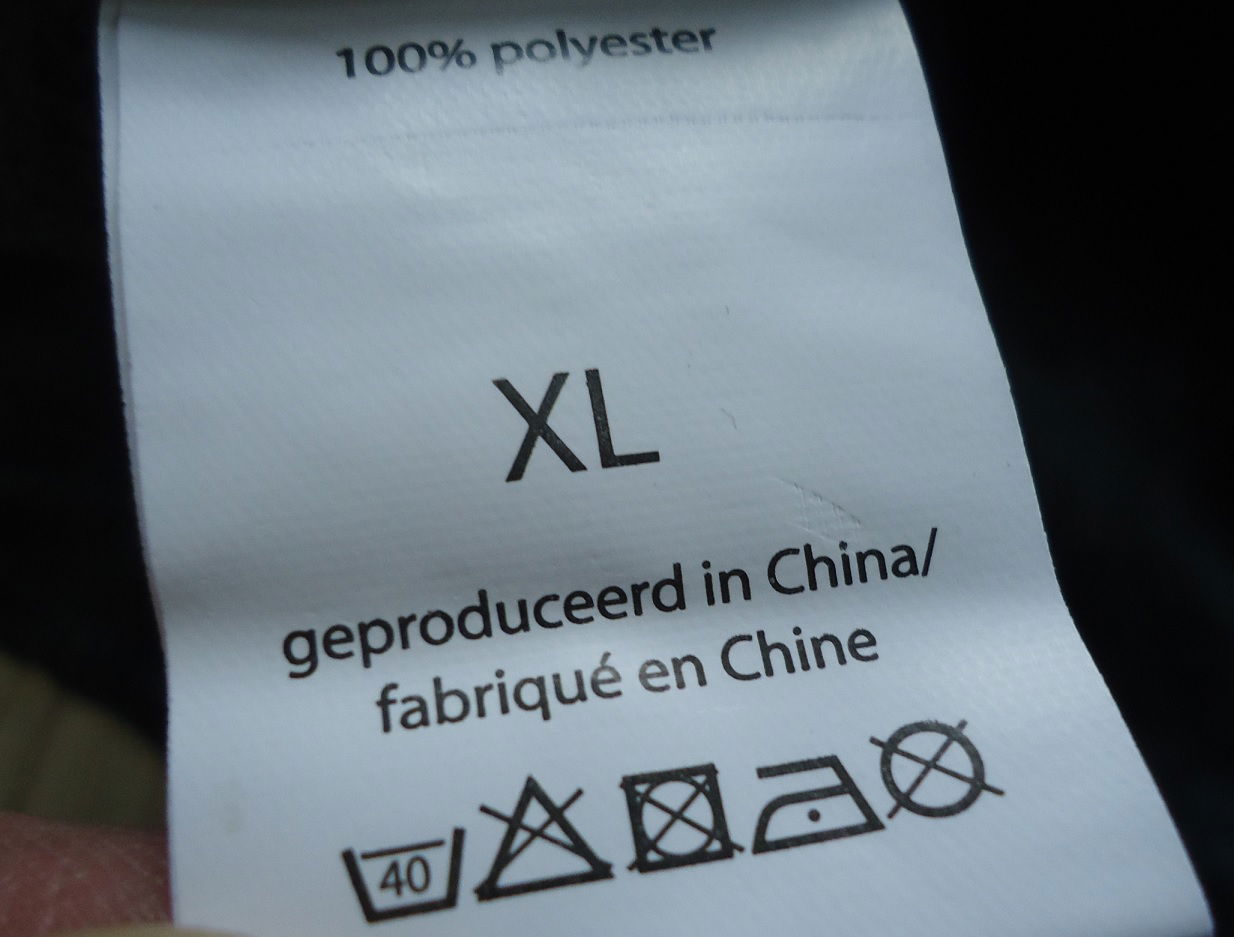 100% polyester
XL
geproduceerd in China/
fabriqué en Chine
40